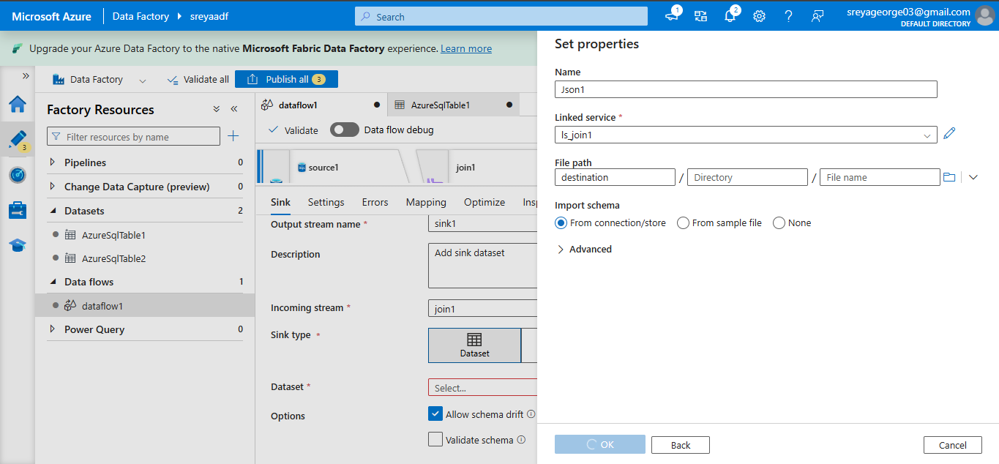 Microsoft Azure
Data Factory
sreyaadf
Search
1
2
sreyageorge03@gmail.com
DEFAULT DIRECTORY
Upgrade your Azure Data Factory to the native Microsoft Fabric Data Factory experience. Learn more
Data Factory
Validate all
Publish all 3
3
Factory Resources
Filter resources by name
Pipelines 0
Change Data Capture (preview) 0
Datasets 2
AzureSqlTable1
AzureSqlTable2
Data flows 1
dataflow1
Power Query 0
dataflow1
AzureSqlTable1
Validate
Data flow debug
SQL
source1
join1
Sink Settings Errors Mapping Optimize Insp
Output stream name *
sink1
Description
Add sink dataset
Incoming stream *
join1
Sink type *
Dataset
Dataset *
Select...
Options
Allow schema drift
Validate schema
Set properties
Name
Json1
Linked service *
ls_join1
File path
destination / Directory / File name
Import schema
From connection/store From sample file None
Advanced
OK
Back
Cancel